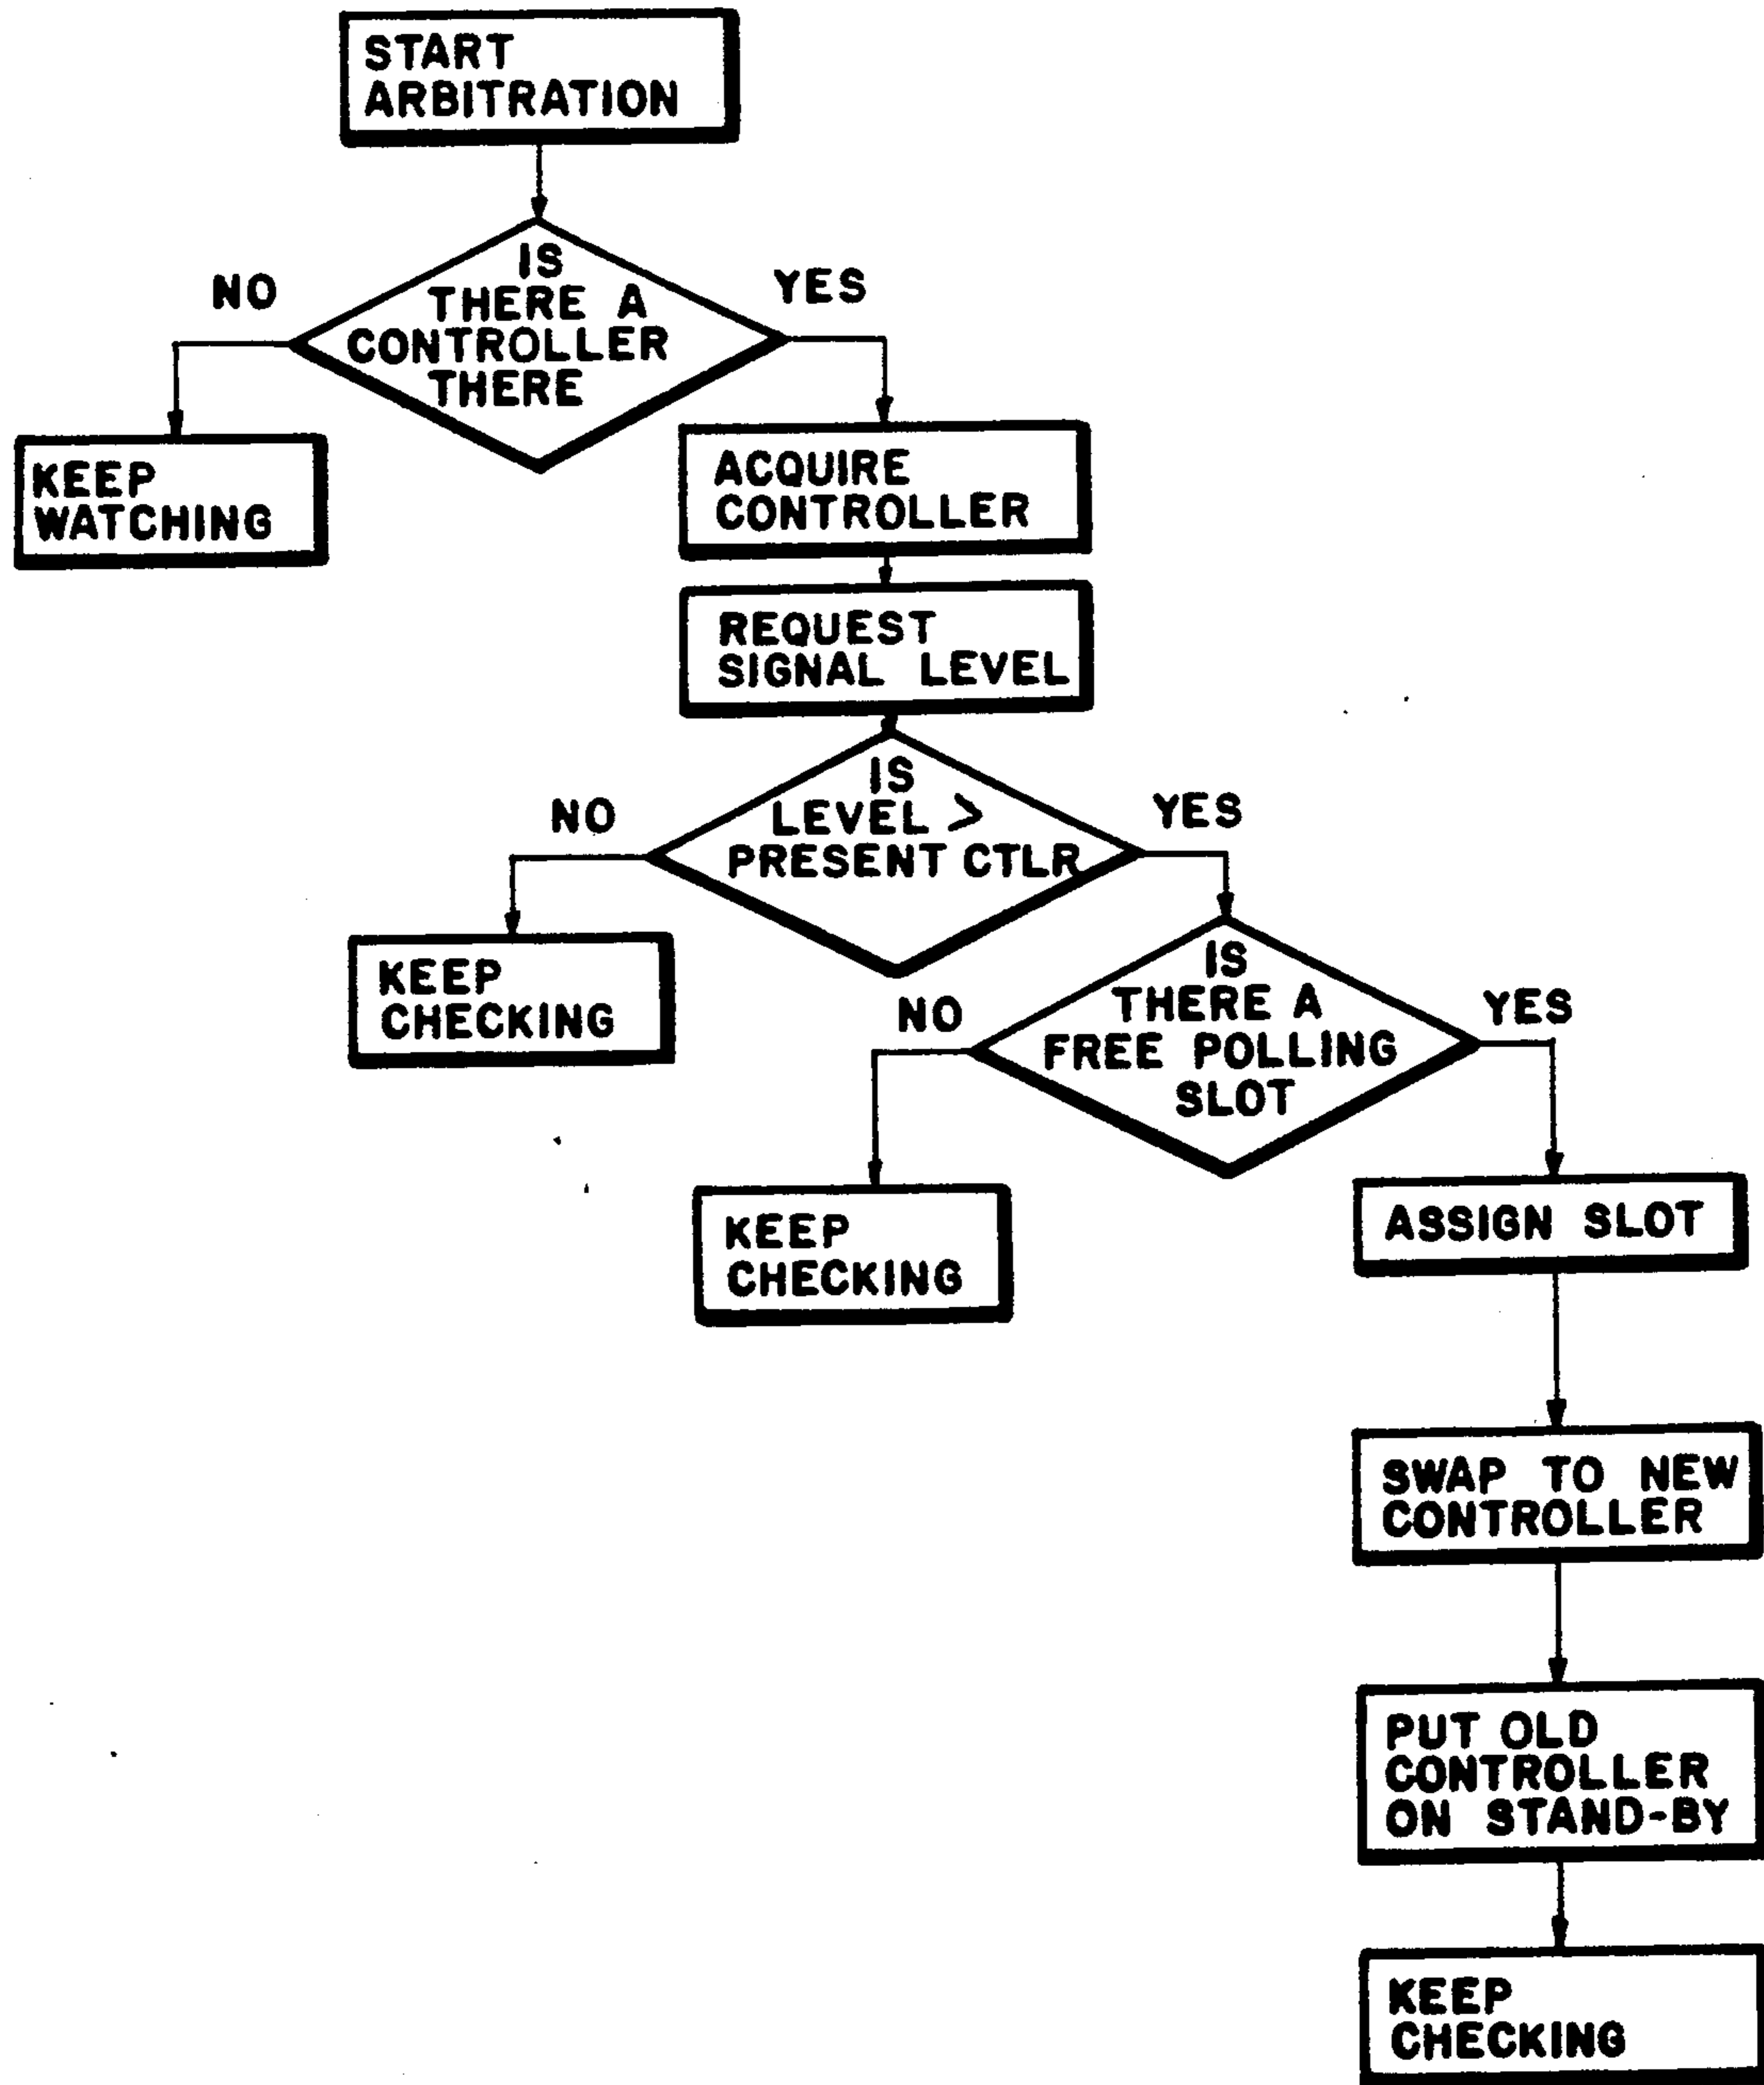 START
ARBITRATION
IS
THERE A
CONTROLLER
THERE
NO
YES
KEEP
WATCHING
ACQUIRE
CONTROLLER
REQUEST
SIGNAL LEVEL
IS
LEVEL >
PRESENT CTLR
NO
YES
KEEP
CHECKING
IS
THERE A
FREE POLLING
SLOT
NO
YES
KEEP
CHECKING
ASSIGN SLOT
SWAP TO NEW
CONTROLLER
PUT OLD
CONTROLLER
ON STAND-BY
KEEP
CHECKING